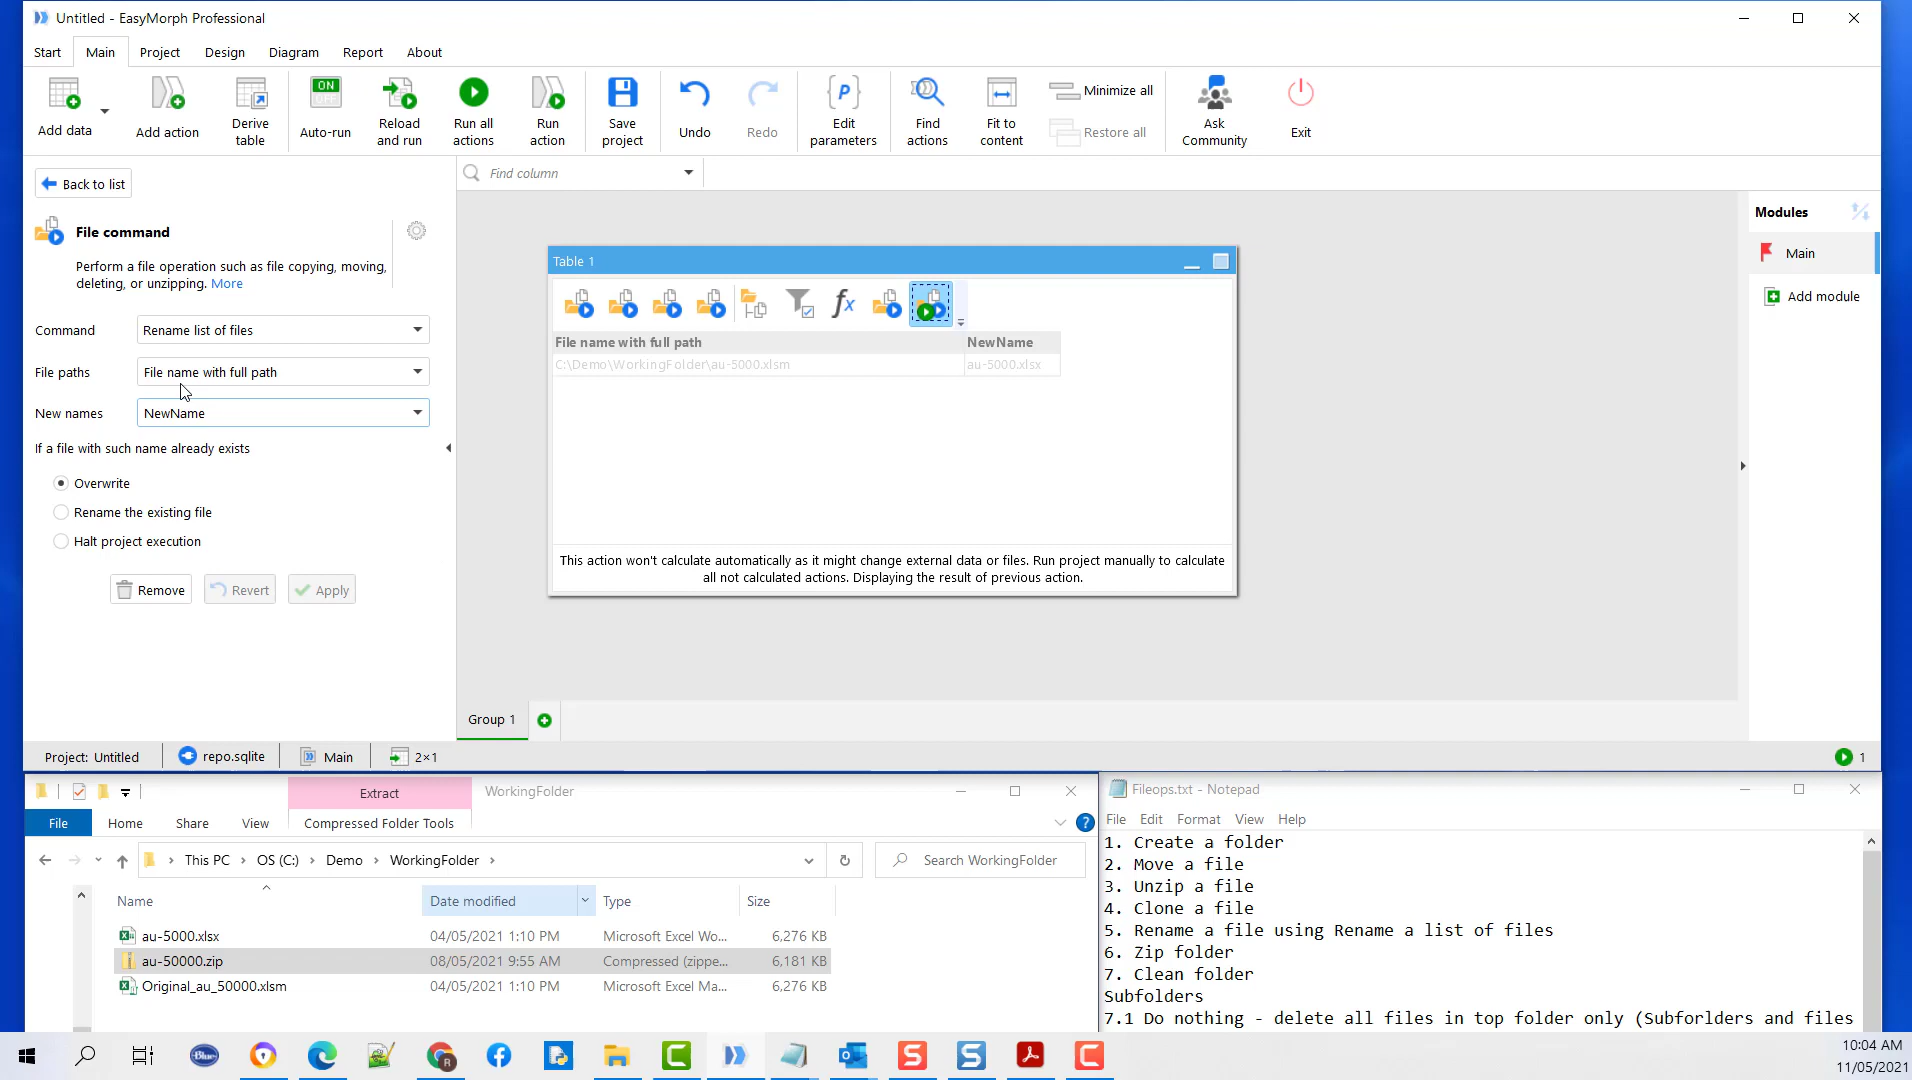 Untitled - EasyMorph Professional
Start Main Project Design Diagram Report About
Add data
Add action
Derive table
ON OFF Auto-run
Reload and run
Run all actions
Run action
Save project
Undo
Redo
P Edit parameters
Find actions
Fit to content
Minimize all
Restore all
Ask Community
Exit
Back to list
Find column
File command
Perform a file operation such as file copying, moving,
deleting, or unzipping. More
Command Rename list of files
File paths File name with full path
New names NewName
If a file with such name already exists
Overwrite
Rename the existing file
Halt project execution
Remove Revert Apply
Table 1
fx
File name with full path NewName
C:\Demo\WorkingFolder\au-5000.xlsm au-5000.xlsx
This action won't calculate automatically as it might change external data or files. Run project manually to calculate
all not calculated actions. Displaying the result of previous action.
Modules
Main
Add module
Group 1
Project: Untitled repo.sqlite Main 2×1 1
Extract WorkingFolder
File Home Share View Compressed Folder Tools
This PC OS (C:) Demo WorkingFolder Search WorkingFolder
Name Date modified Type Size
au-5000.xlsx 04/05/2021 1:10 PM Microsoft Excel Wo... 6,276 KB
au-50000.zip 08/05/2021 9:55 AM Compressed (zippe... 6,181 KB
Original_au_50000.xlsm 04/05/2021 1:10 PM Microsoft Excel Ma... 6,276 KB
Fileops.txt - Notepad
File Edit Format View Help
1. Create a folder
2. Move a file
3. Unzip a file
4. Clone a file
5. Rename a file using Rename a list of files
6. Zip folder
7. Clean folder
Subfolders
7.1 Do nothing - delete all files in top folder only (Subforlders and files
Blue
R
10:04 AM
11/05/2021